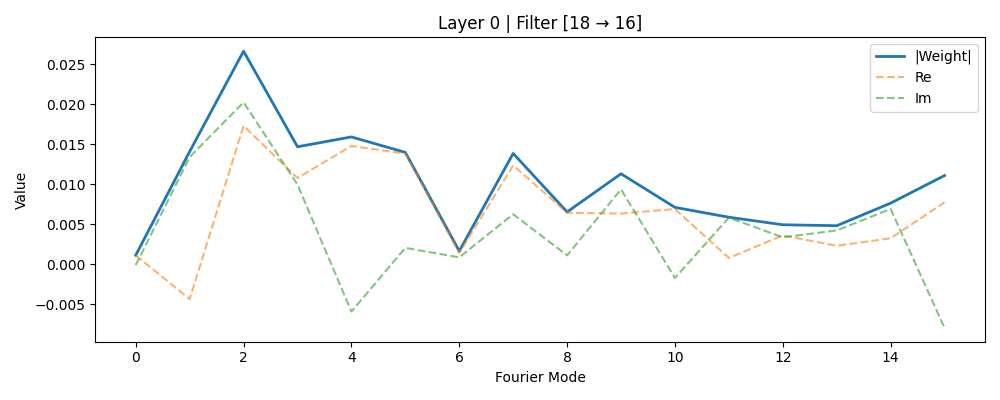 Layer 0 | Filter [18 → 16]
|Weight|
Re
Im
Value
0.025
0.020
0.015
0.010
0.005
0.000
−0.005
0 2 4 6 8 10 12 14
Fourier Mode